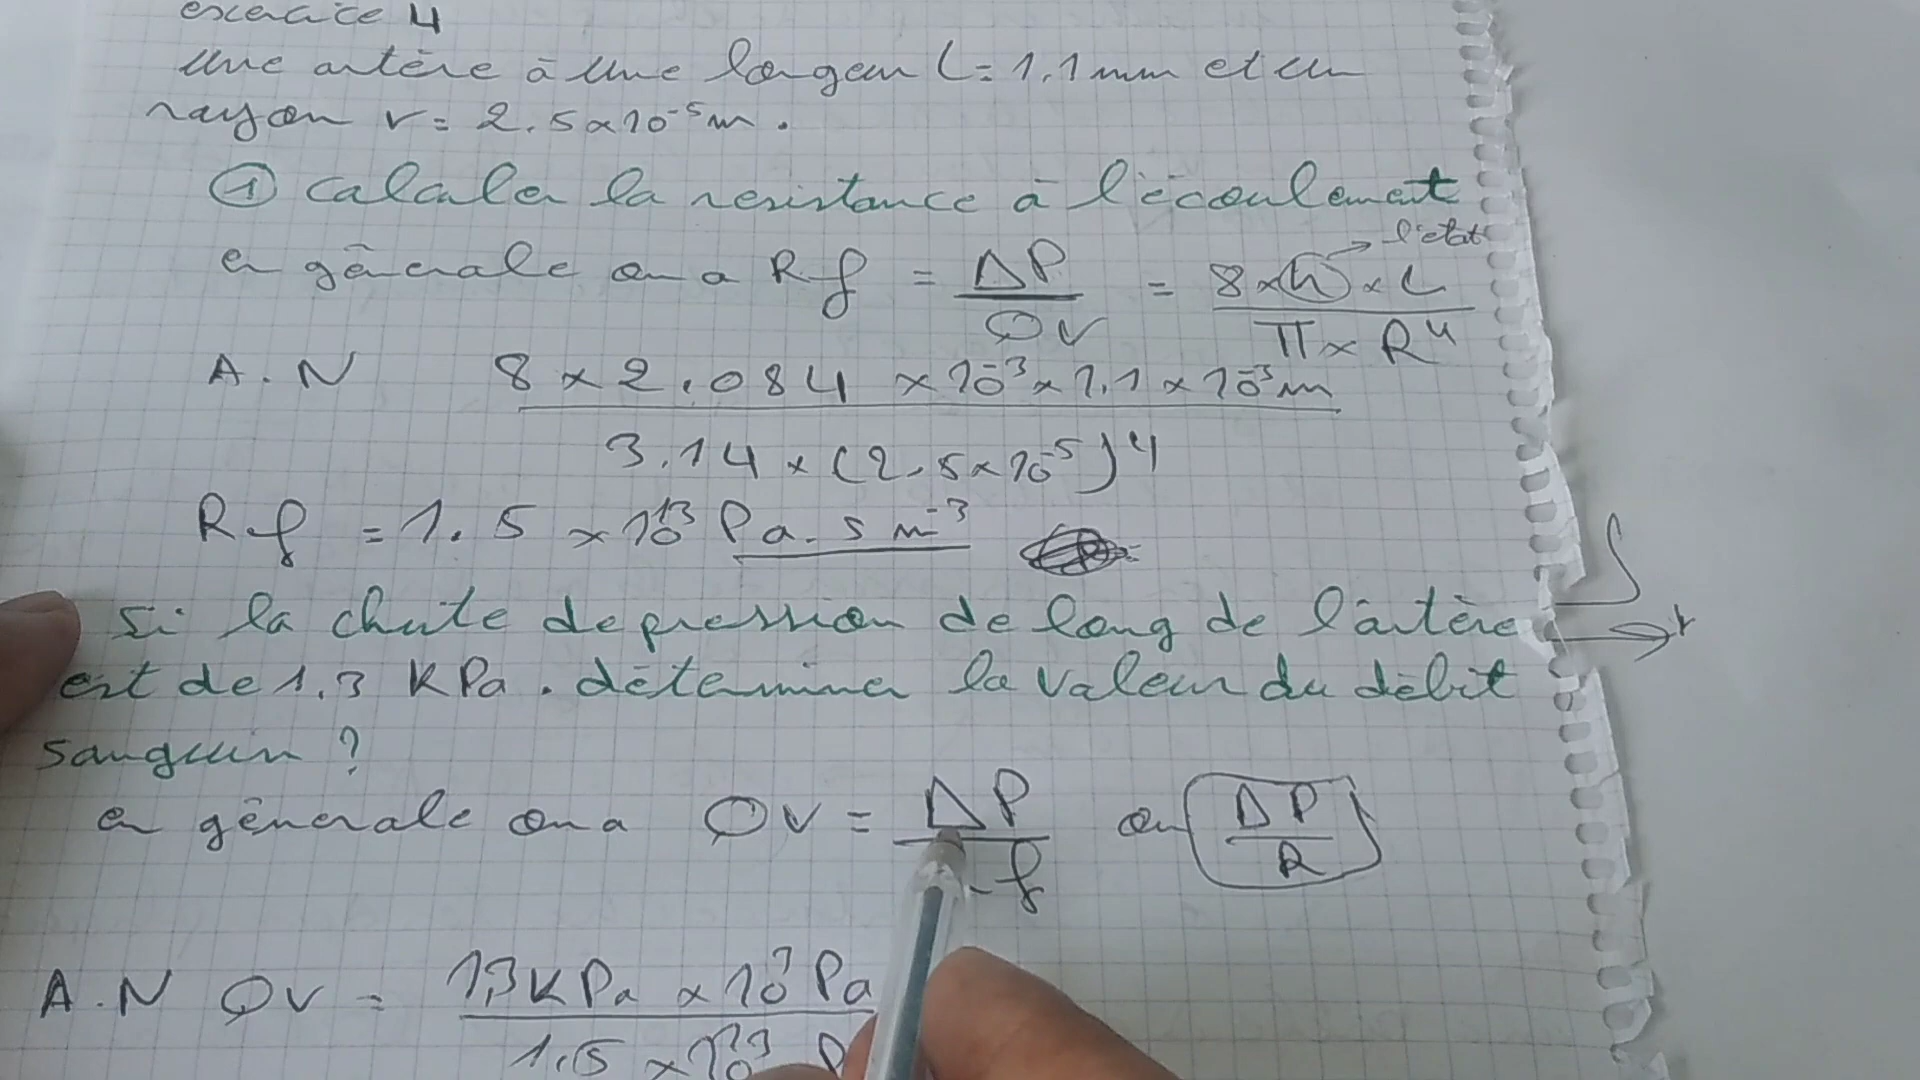 exercice 4
Une artère à une longeur L = 1.1 mm et un
rayon r = 2.5 x 10⁻⁵ m .
① calculer la resistance à l'écoulement
en générale on a Rf = ΔP / QV = 8 x η x L / π x R⁴ → l'etat
A.N 8 x 2.084 x 10⁻³ x 1.1 x 10⁻³ m / 3.14 x (2.5 x 10⁻⁵)⁴
Rf = 1.5 x 10¹³ Pa. s m⁻³
Si la chute de pression de long de l'artère
est de 1.3 KPa . déterminer la valeur du débit
sanguin ?
en générale on a QV = ΔP / f ou ΔP / R
A.N QV = 1,3 KPa x 10³ Pa / 1.5 x 10¹³ P
r